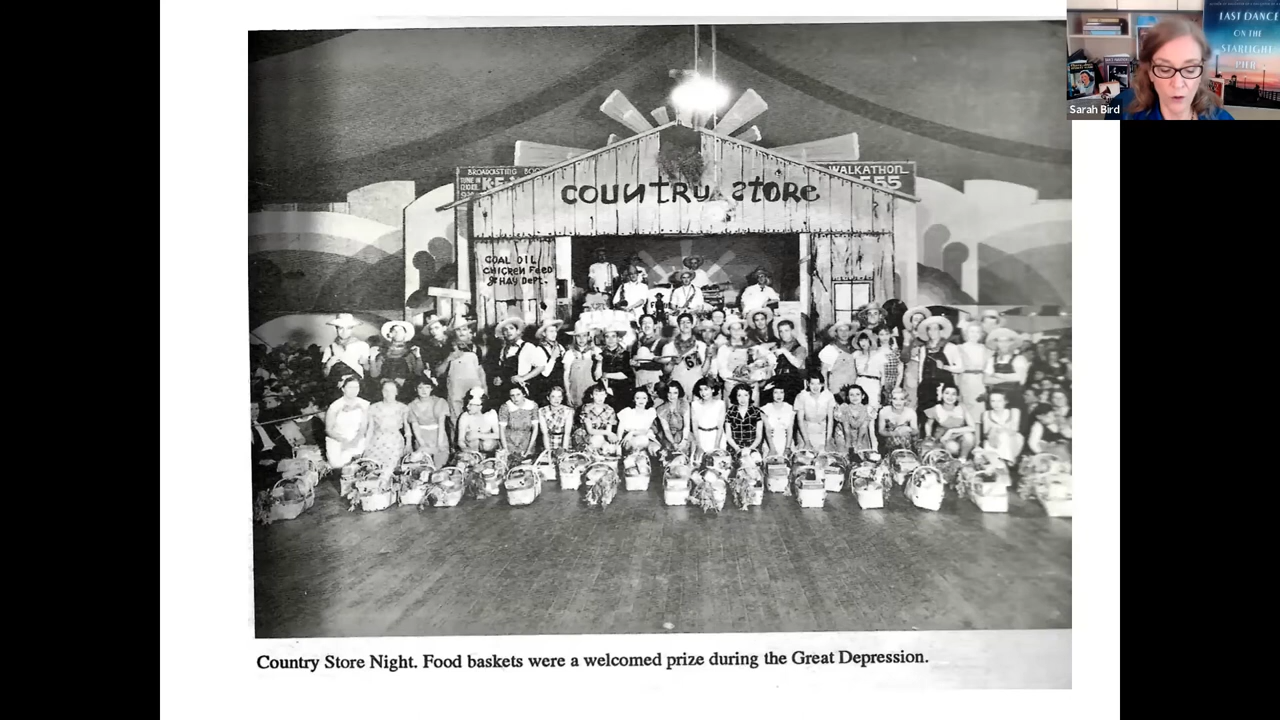 LAST DANCE
ON THE
STARLIGHT
PIER
Sarah Bird
BROADCASTING
WALKATHON
COUNTRY STORE
COAL OIL
CHICKEN FEED
& HAY DEPT.
Country Store Night. Food baskets were a welcomed prize during the Great Depression.